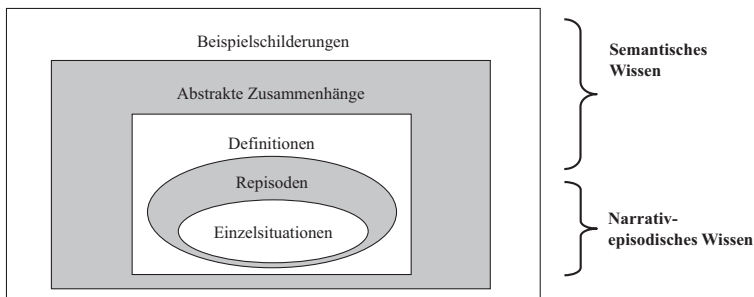 Beispielschilderungen
Abstrakte Zusammenhänge
Definitionen
Repisoden
Einzelsituationen
Semantisches
Wissen
Narrativ-
episodisches Wissen